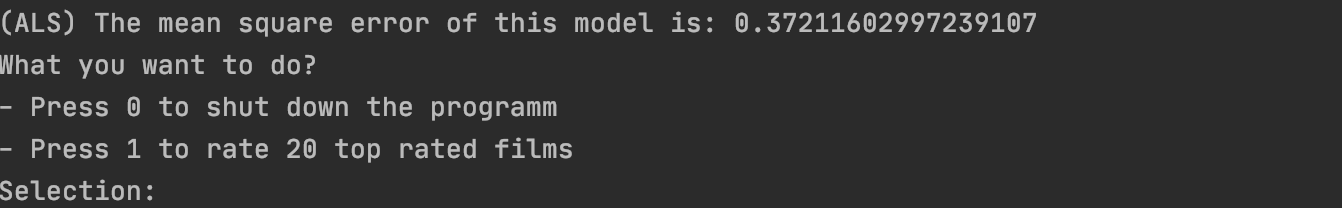 (ALS) The mean square error of this model is: 0.37211602997239107
What you want to do?
- Press 0 to shut down the programm
- Press 1 to rate 20 top rated films
Selection: